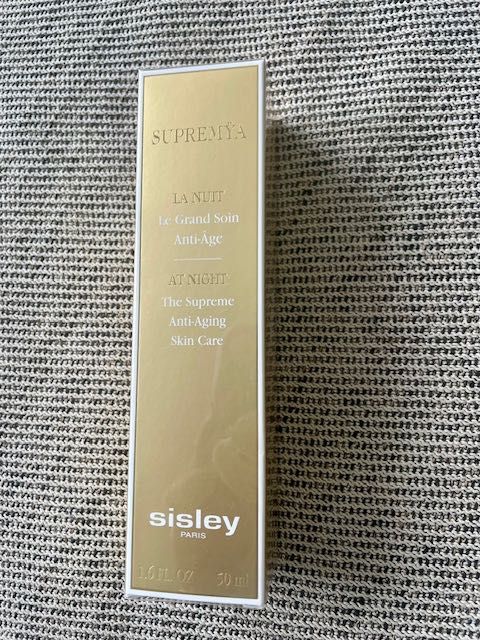 SUPREMŸA
LA NUIT
Le Grand Soin
Anti-Âge
AT NIGHT
The Supreme
Anti-Aging
Skin Care
sisley
PARIS
1.6 FL. OZ 50 ml